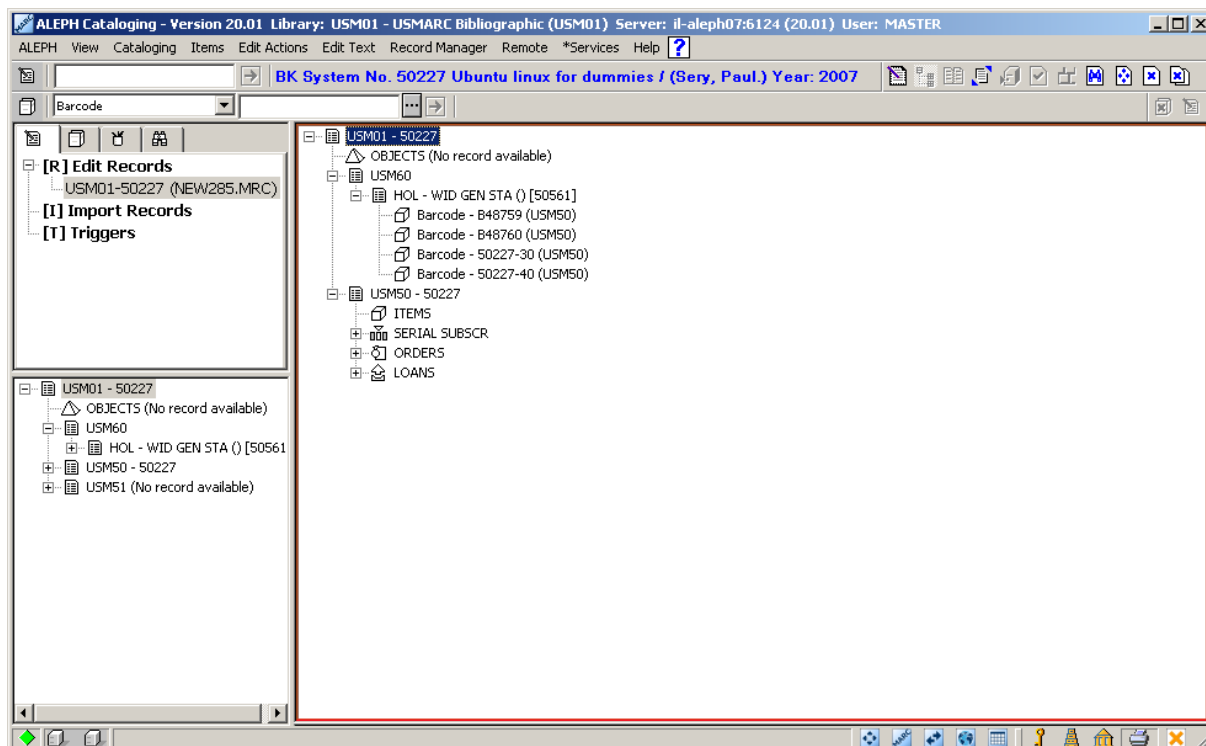 ALEPH Cataloging - Version 20.01 Library: USM01 - USMARC Bibliographic (USM01) Server: il-aleph07:6124 (20.01) User: MASTER
ALEPH View Cataloging Items Edit Actions Edit Text Record Manager Remote *Services Help ?
BK System No. 50227 Ubuntu linux for dummies / (Sery, Paul.) Year: 2007
Barcode ...
[R] Edit Records
USM01-50227 (NEW285.MRC)
[I] Import Records
[T] Triggers
USM01 - 50227
OBJECTS (No record available)
USM60
HOL - WID GEN STA () [50561
USM50 - 50227
USM51 (No record available)
USM01 - 50227
OBJECTS (No record available)
USM60
HOL - WID GEN STA () [50561]
Barcode - B48759 (USM50)
Barcode - B48760 (USM50)
Barcode - 50227-30 (USM50)
Barcode - 50227-40 (USM50)
USM50 - 50227
ITEMS
SERIAL SUBSCR
ORDERS
LOANS